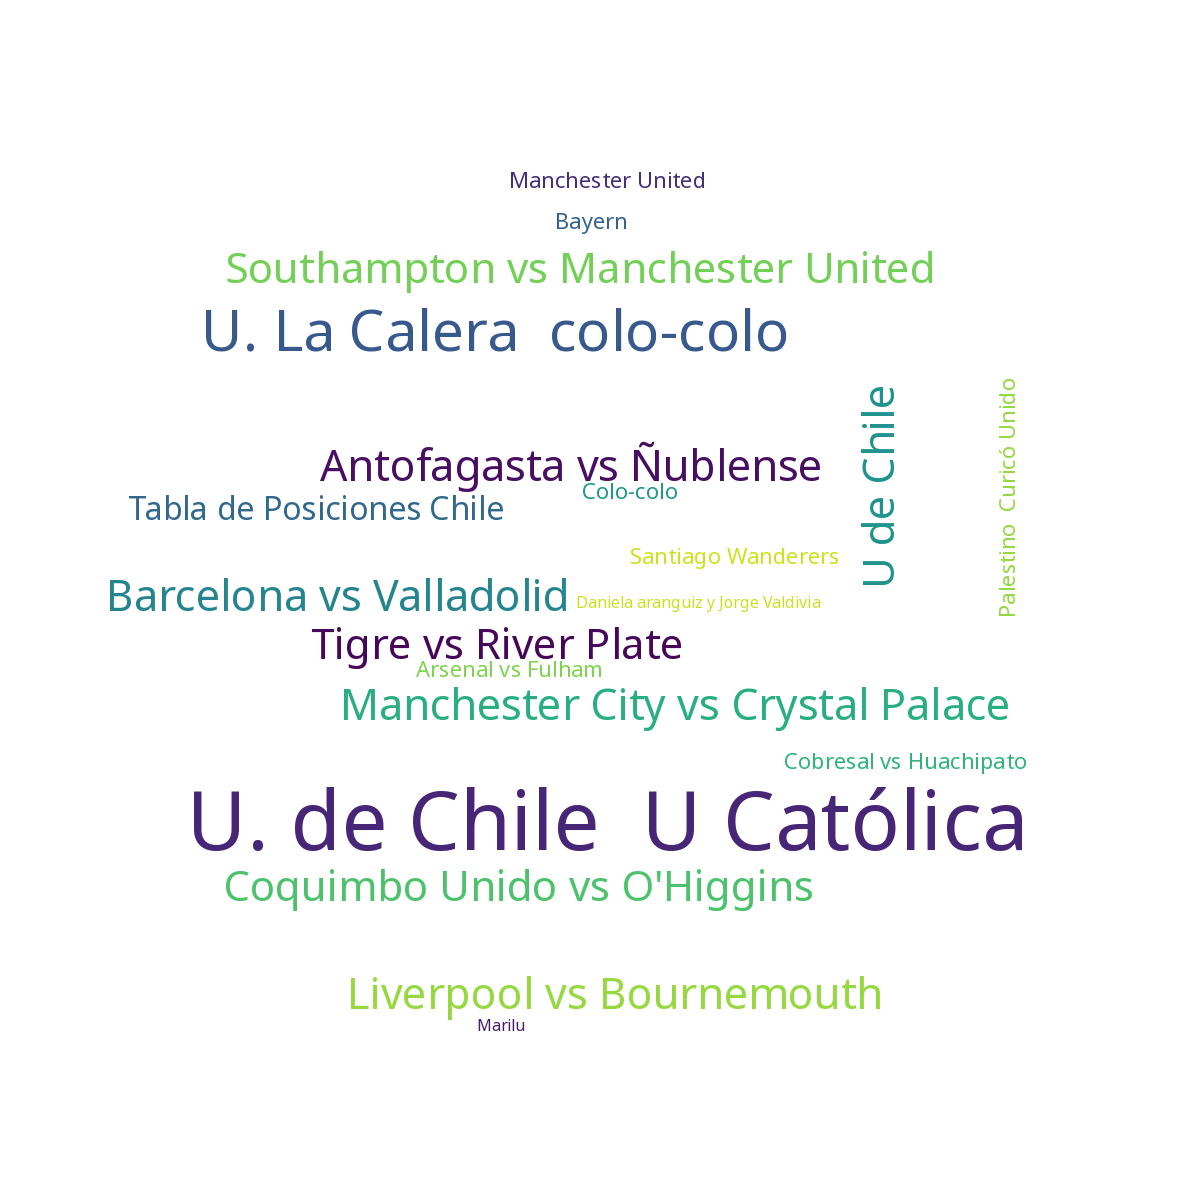 Manchester United
Bayern
Southampton vs Manchester United
U. La Calera  colo-colo
U de Chile
Palestino  Curicó Unido
Antofagasta vs Ñublense
Colo-colo
Tabla de Posiciones Chile
Santiago Wanderers
Barcelona vs Valladolid
Daniela aranguiz y Jorge Valdivia
Tigre vs River Plate
Arsenal vs Fulham
Manchester City vs Crystal Palace
Cobresal vs Huachipato
U. de Chile  U Católica
Coquimbo Unido vs O'Higgins
Liverpool vs Bournemouth
Marilu